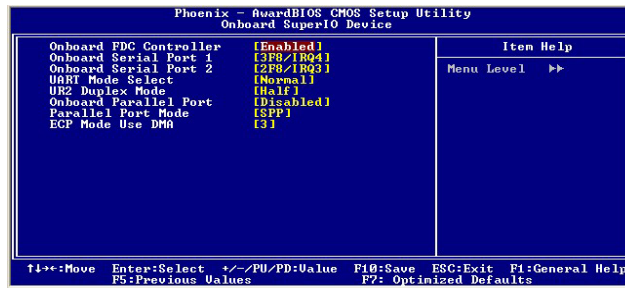 Phoenix - AwardBIOS CMOS Setup Utility
Onboard SuperIO Device
Onboard FDC Controller [Enabled]
Onboard Serial Port 1 [3F8/IRQ4]
Onboard Serial Port 2 [2F8/IRQ3]
UART Mode Select [Normal]
UR2 Duplex Mode [Half]
Onboard Parallel Port [Disabled]
Parallel Port Mode [SPP]
ECP Mode Use DMA [3]
Item Help
Menu Level ▶▶
↑↓→←:Move Enter:Select +/-/PU/PD:Value F10:Save ESC:Exit F1:General Help
F5:Previous Values F7: Optimized Defaults